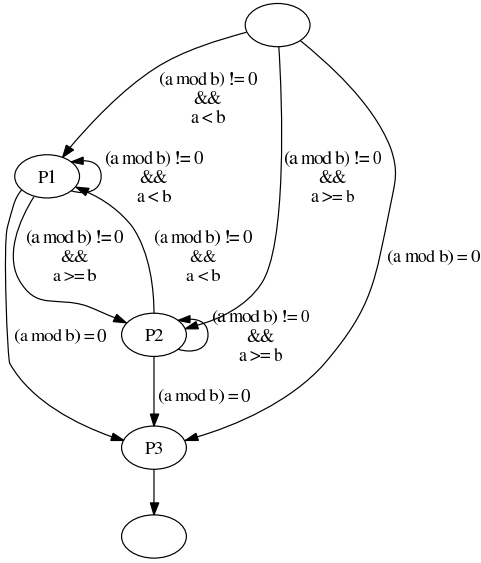 (a mod b) != 0
&&
a < b
(a mod b) != 0
&&
a < b
(a mod b) != 0
&&
a >= b
P1
(a mod b) != 0
&&
a >= b
(a mod b) != 0
&&
a < b
(a mod b) = 0
(a mod b) != 0
&&
a >= b
(a mod b) = 0
P2
(a mod b) = 0
P3